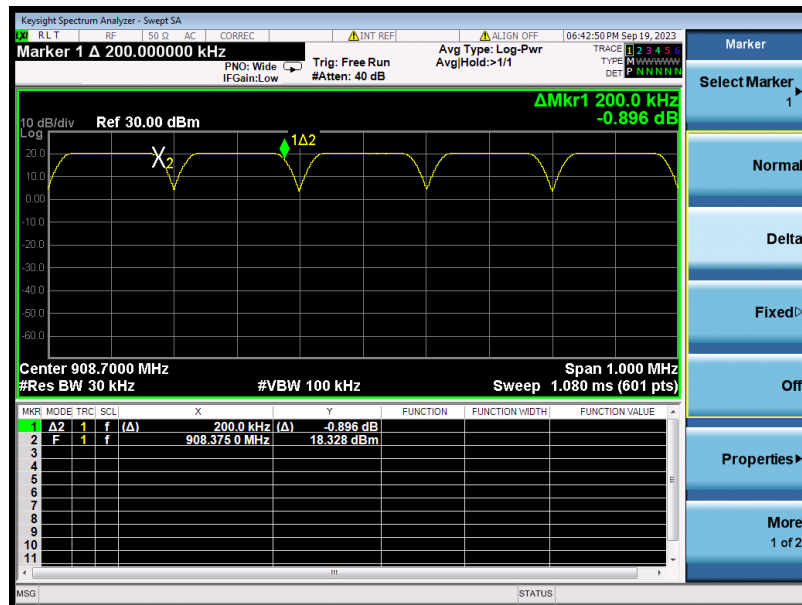 Keysight Spectrum Analyzer - Swept SA
LXI R L T RF 50 Ω AC CORREC INT REF ALIGN OFF 06:42:50 PM Sep 19, 2023
Marker 1 Δ 200.000000 kHz
PNO: Wide
IFGain:Low
Trig: Free Run
#Atten: 40 dB
Avg Type: Log-Pwr
Avg|Hold:>1/1
TRACE 1 2 3 4 5 6
TYPE M WWWWW
DET P N N N N N
ΔMkr1 200.0 kHz
-0.896 dB
10 dB/div Ref 30.00 dBm
Log
1Δ2
X2
20.0
10.0
0.00
-10.0
-20.0
-30.0
-40.0
-50.0
-60.0
Center 908.7000 MHz Span 1.000 MHz
#Res BW 30 kHz #VBW 100 kHz Sweep 1.080 ms (601 pts)
MKR MODE TRC SCL X Y FUNCTION FUNCTION WIDTH FUNCTION VALUE
1 Δ2 1 f (Δ) 200.0 kHz (Δ) -0.896 dB
2 F 1 f 908.375 0 MHz 18.328 dBm
3
4
5
6
7
8
9
10
11
MSG STATUS
Marker
Select Marker
1
Normal
Delta
Fixed
Off
Properties
More
1 of 2